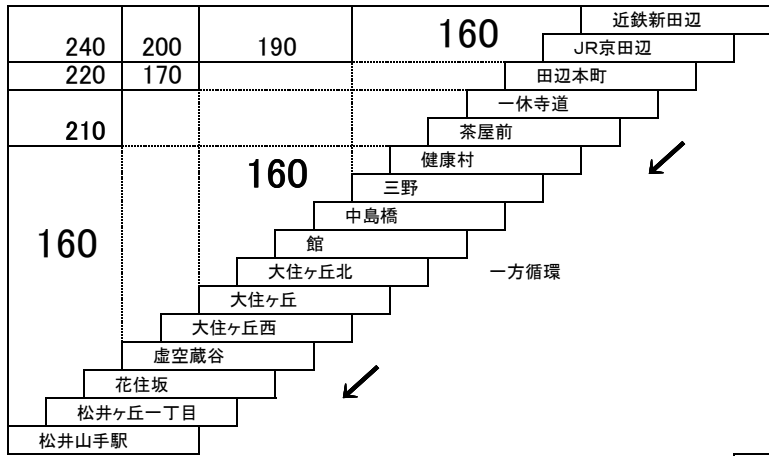 近鉄新田辺
240 200 190 160 JR京田辺
220 170 田辺本町
一休寺道
210 茶屋前
160 健康村
三野
中島橋
160 館
大住ヶ丘北 一方循環
大住ヶ丘
大住ヶ丘西
虚空蔵谷
花住坂
松井ヶ丘一丁目
松井山手駅